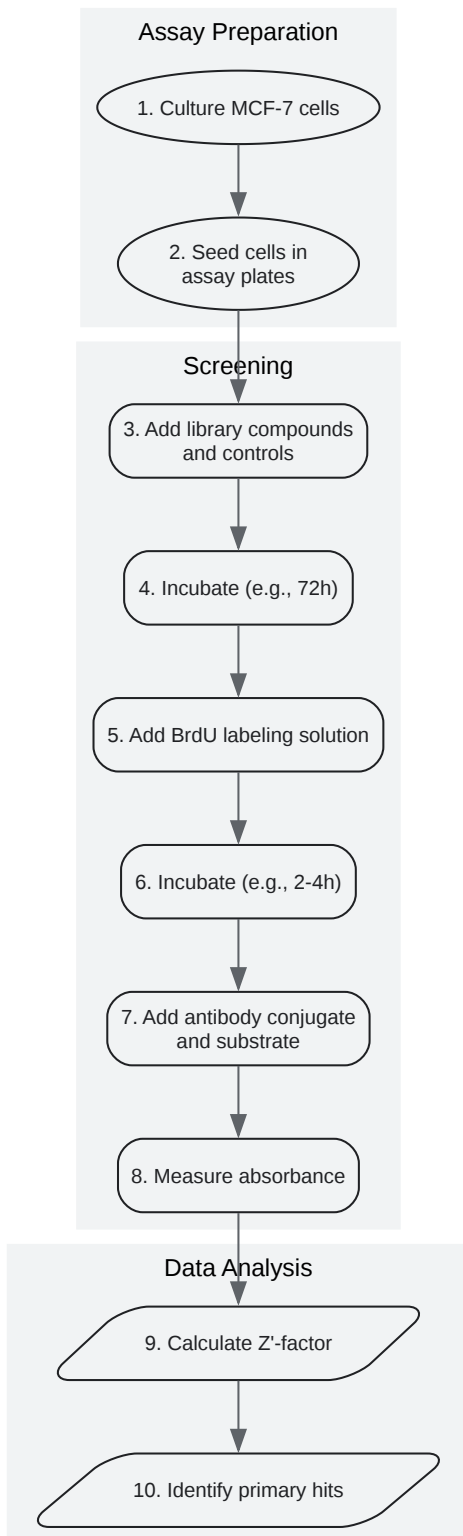 Assay Preparation
1. Culture MCF-7 cells
2. Seed cells in
assay plates
Screening
3. Add library compounds
and controls
4. Incubate (e.g., 72h)
5. Add BrdU labeling solution
6. Incubate (e.g., 2-4h)
7. Add antibody conjugate
and substrate
8. Measure absorbance
Data Analysis
9. Calculate Z'-factor
10. Identify primary hits